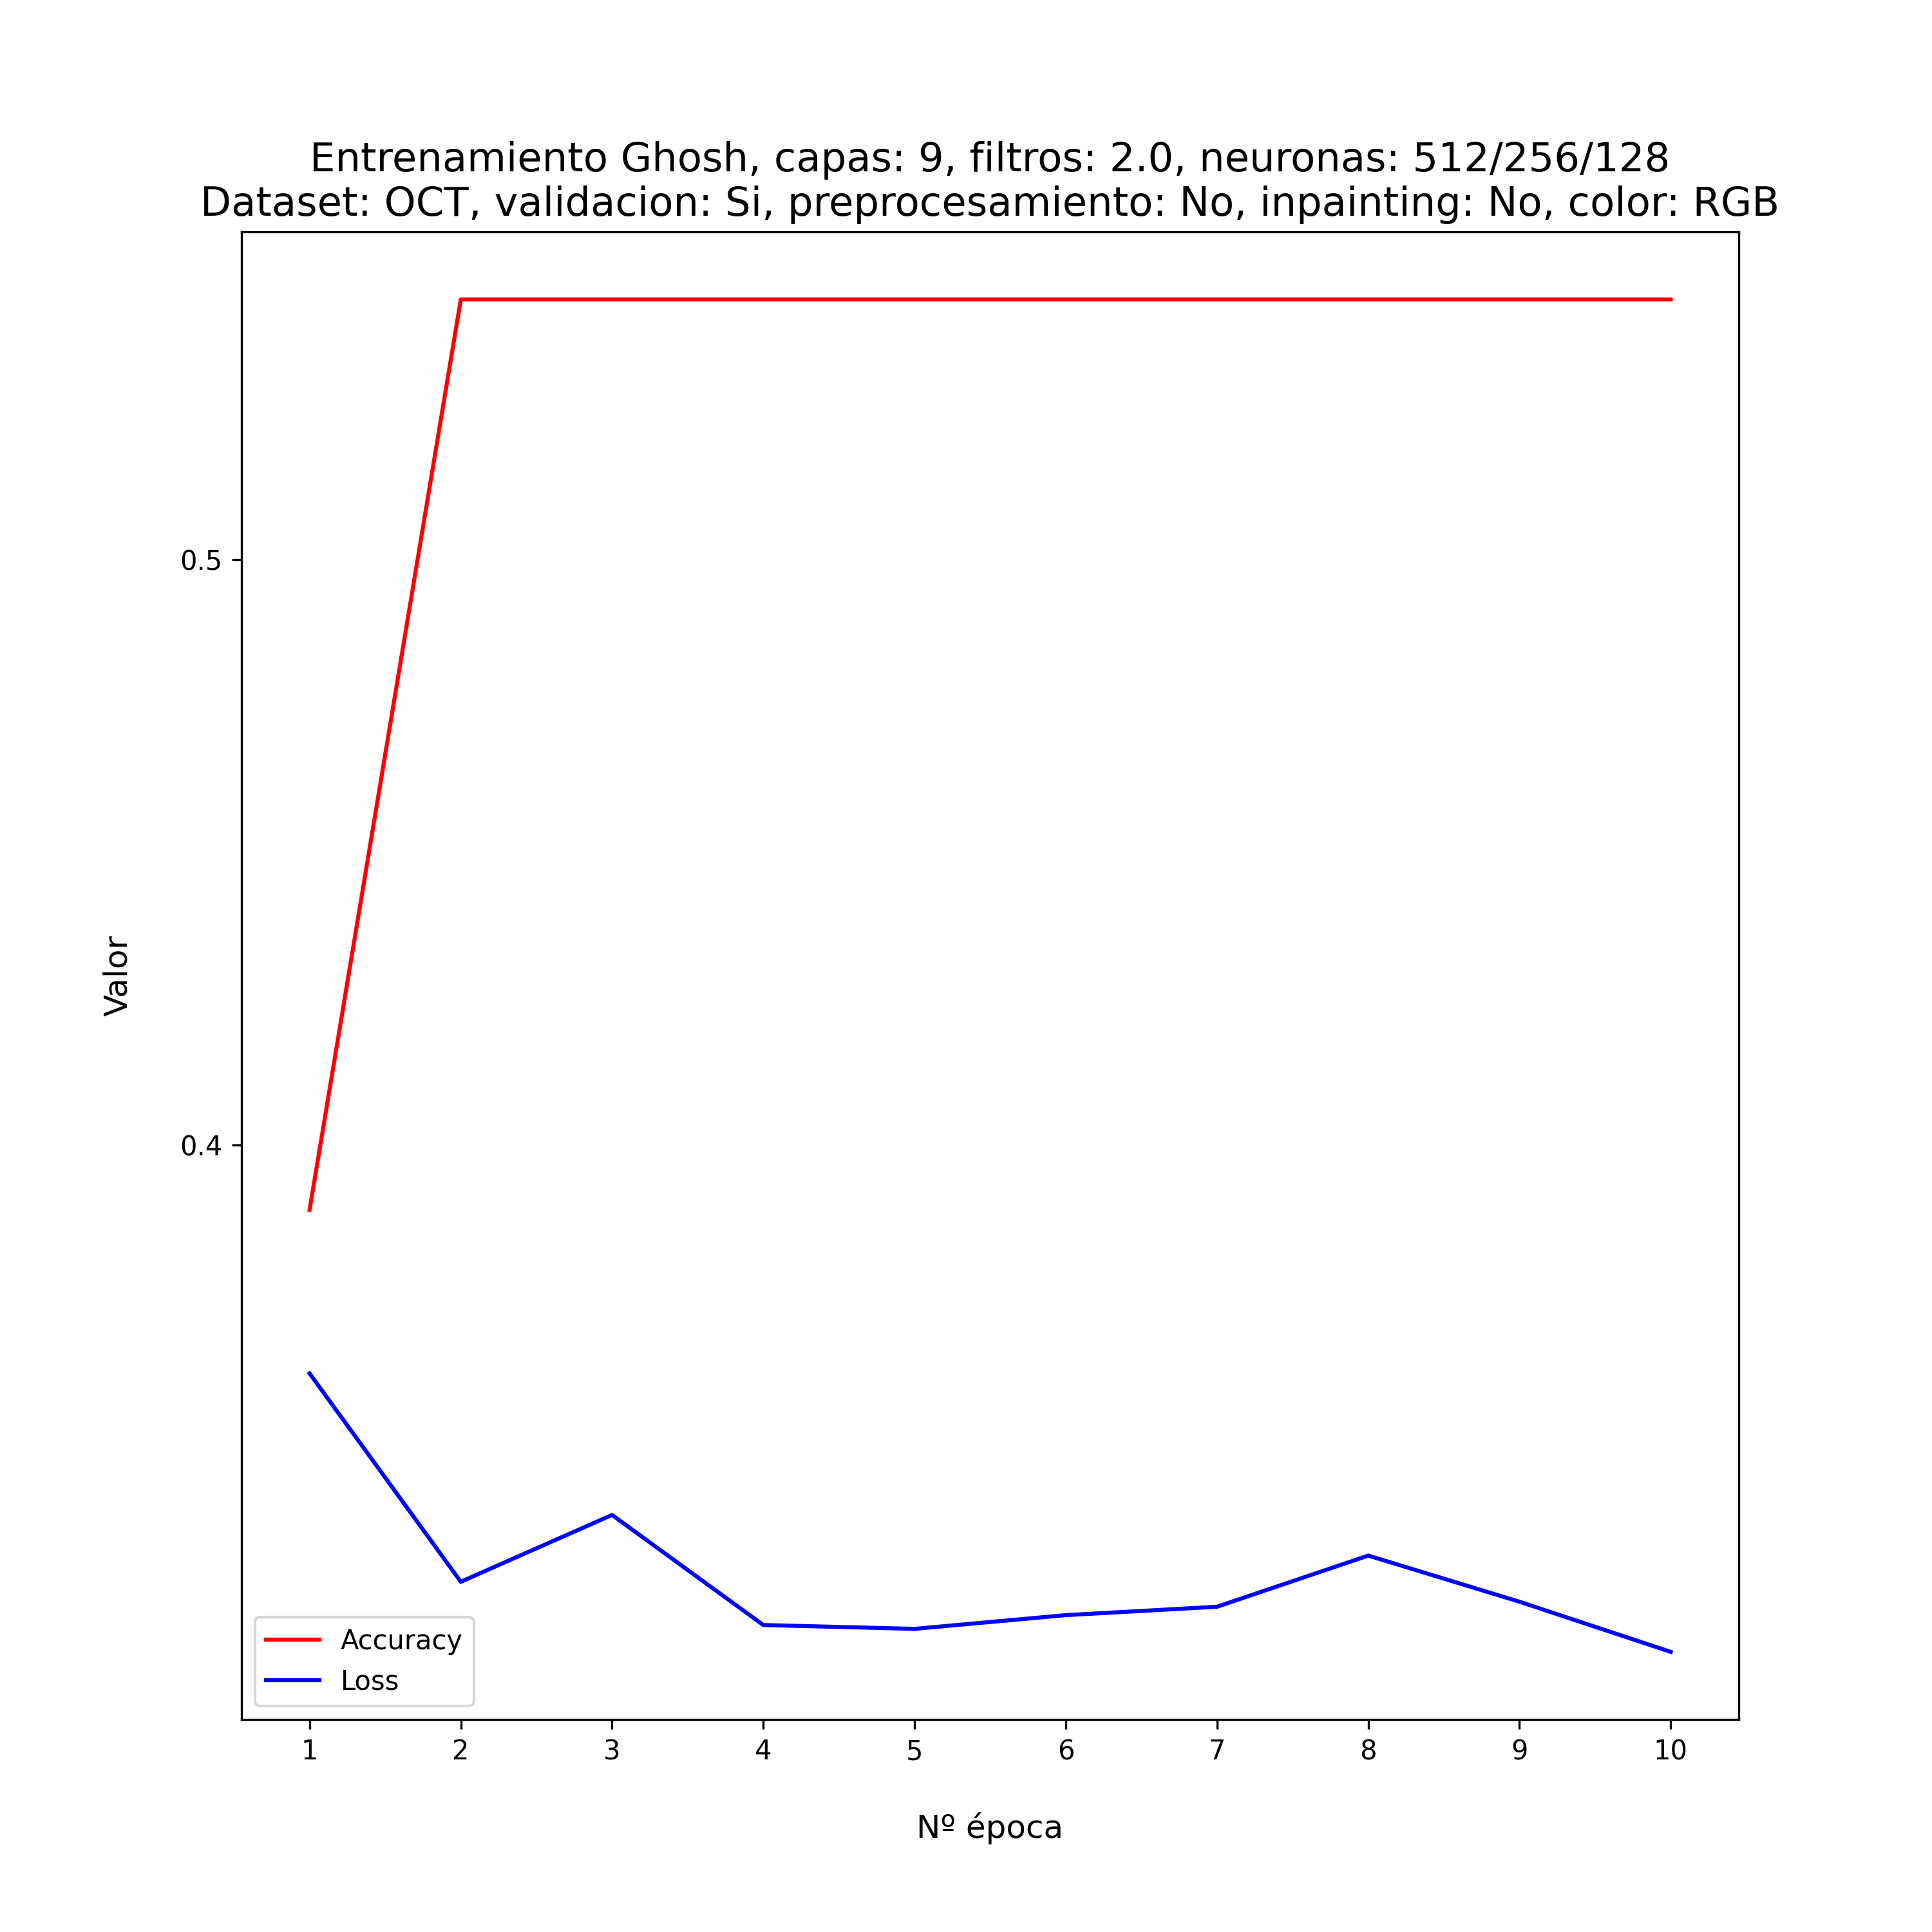 Entrenamiento Ghosh, capas: 9, filtros: 2.0, neuronas: 512/256/128
Dataset: OCT, validacion: Si, preprocesamiento: No, inpainting: No, color: RGB
0.5
Valor
0.4
Accuracy
Loss
1 2 3 4 5 6 7 8 9 10
Nº época